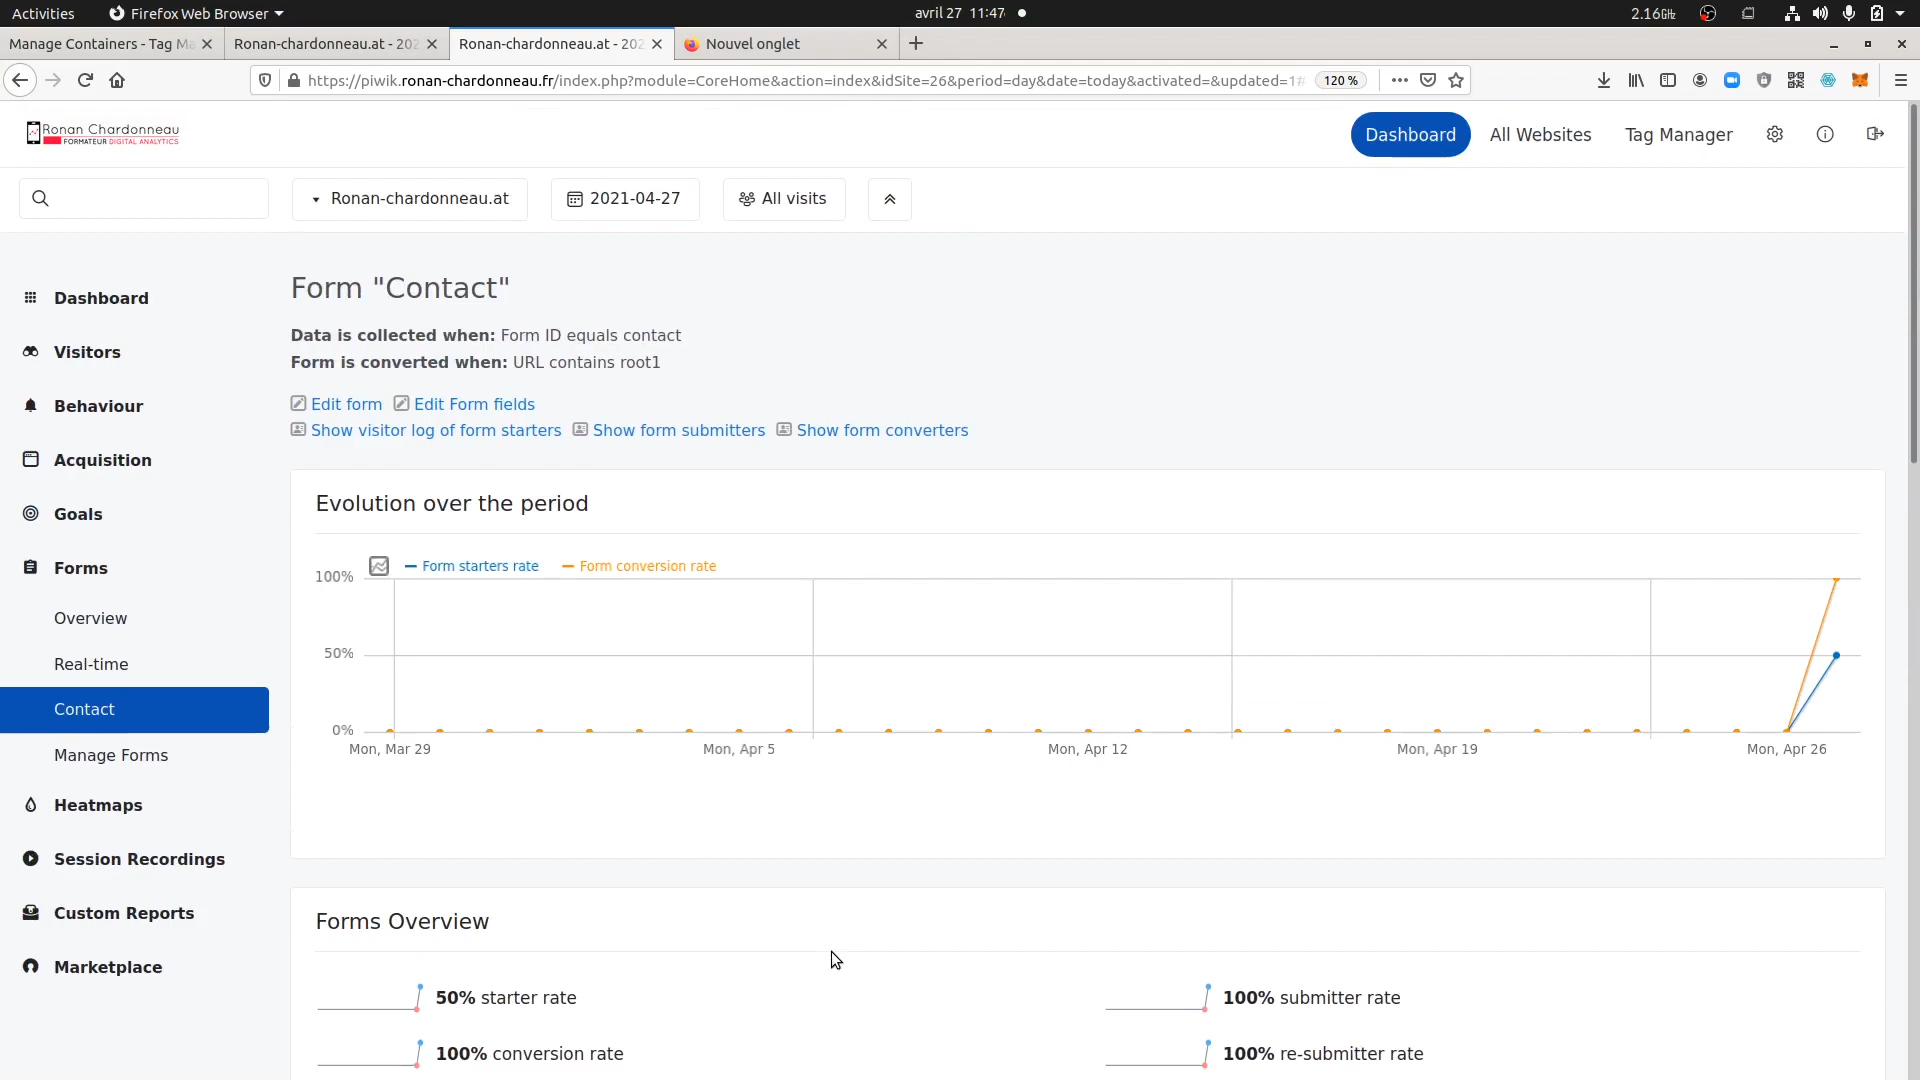 Activities Firefox Web Browser avril 27 11:47 2.16GHz
Manage Containers - Tag Ma Ronan-chardonneau.at - 202 Ronan-chardonneau.at - 202 Nouvel onglet
https://piwik.ronan-chardonneau.fr/index.php?module=CoreHome&action=index&idSite=26&period=day&date=today&activated=&updated=1# 120 %
Ronan Chardonneau
FORMATEUR DIGITAL ANALYTICS
Dashboard All Websites Tag Manager
Ronan-chardonneau.at 2021-04-27 All visits
Dashboard
Visitors
Behaviour
Acquisition
Goals
Forms
Overview
Real-time
Contact
Manage Forms
Heatmaps
Session Recordings
Custom Reports
Marketplace
Form "Contact"
Data is collected when: Form ID equals contact
Form is converted when: URL contains root1
Edit form Edit Form fields
Show visitor log of form starters Show form submitters Show form converters
Evolution over the period
Form starters rate Form conversion rate
100%
50%
0%
Mon, Mar 29 Mon, Apr 5 Mon, Apr 12 Mon, Apr 19 Mon, Apr 26
Forms Overview
50% starter rate 100% submitter rate
100% conversion rate 100% re-submitter rate